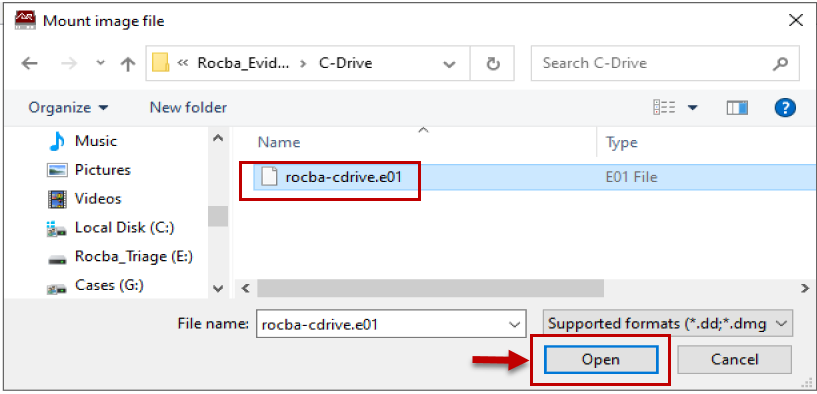 Mount image file
« Rocba_Evid... > C-Drive
Search C-Drive
Organize
New folder
?
Music
Pictures
Videos
Local Disk (C:)
Rocba_Triage (E:)
Cases (G:)
Name
Type
rocba-cdrive.e01
E01 File
File name:
rocba-cdrive.e01
Supported formats (*.dd;*.dmg
Open
Cancel